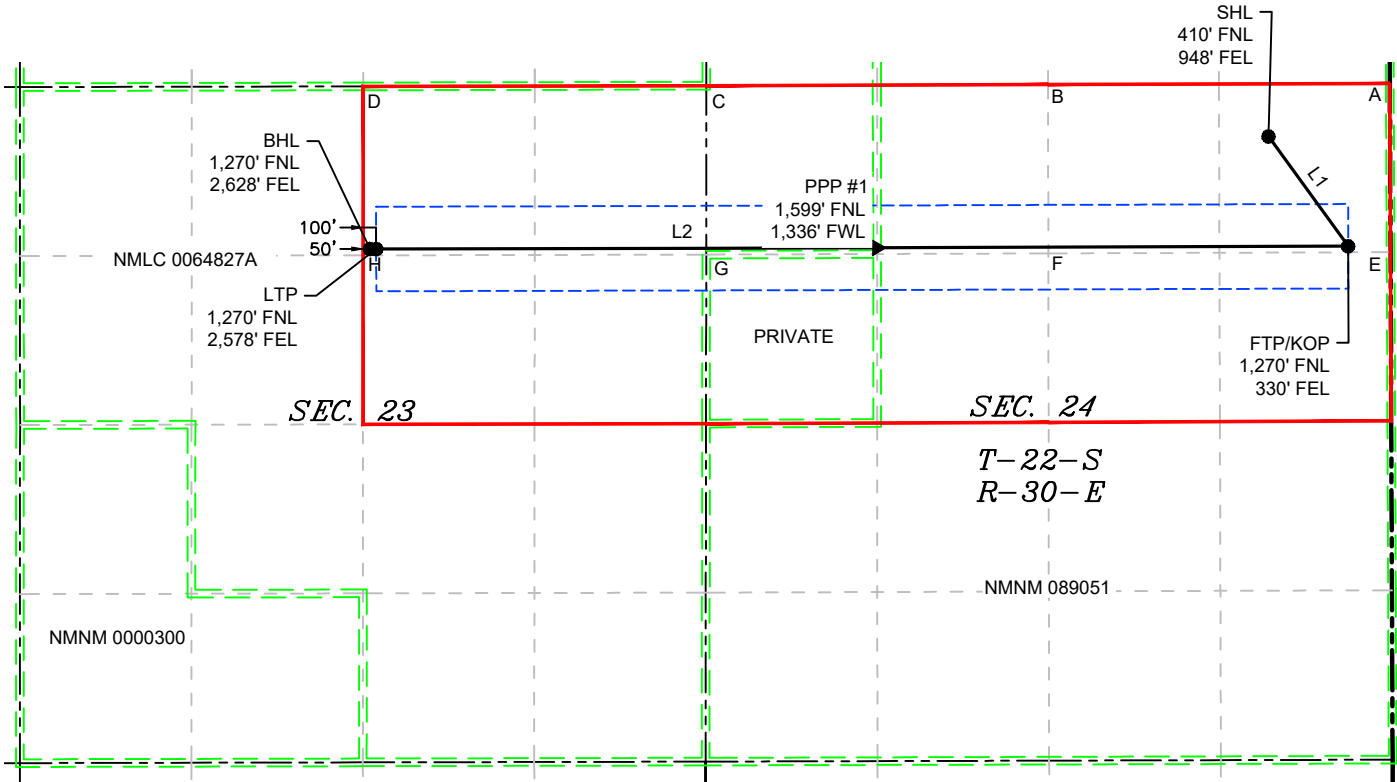 SHL
410' FNL
948' FEL
D
C
B
A
BHL
1,270' FNL
2,628' FEL
L1
PPP #1
1,599' FNL
1,336' FWL
100'
50'
L2
NMLC 0064827A
H
G
F
E
LTP
1,270' FNL
2,578' FEL
PRIVATE
FTP/KOP
1,270' FNL
330' FEL
SEC. 23
SEC. 24
T-22-S
R-30-E
NMNM 089051
NMNM 0000300